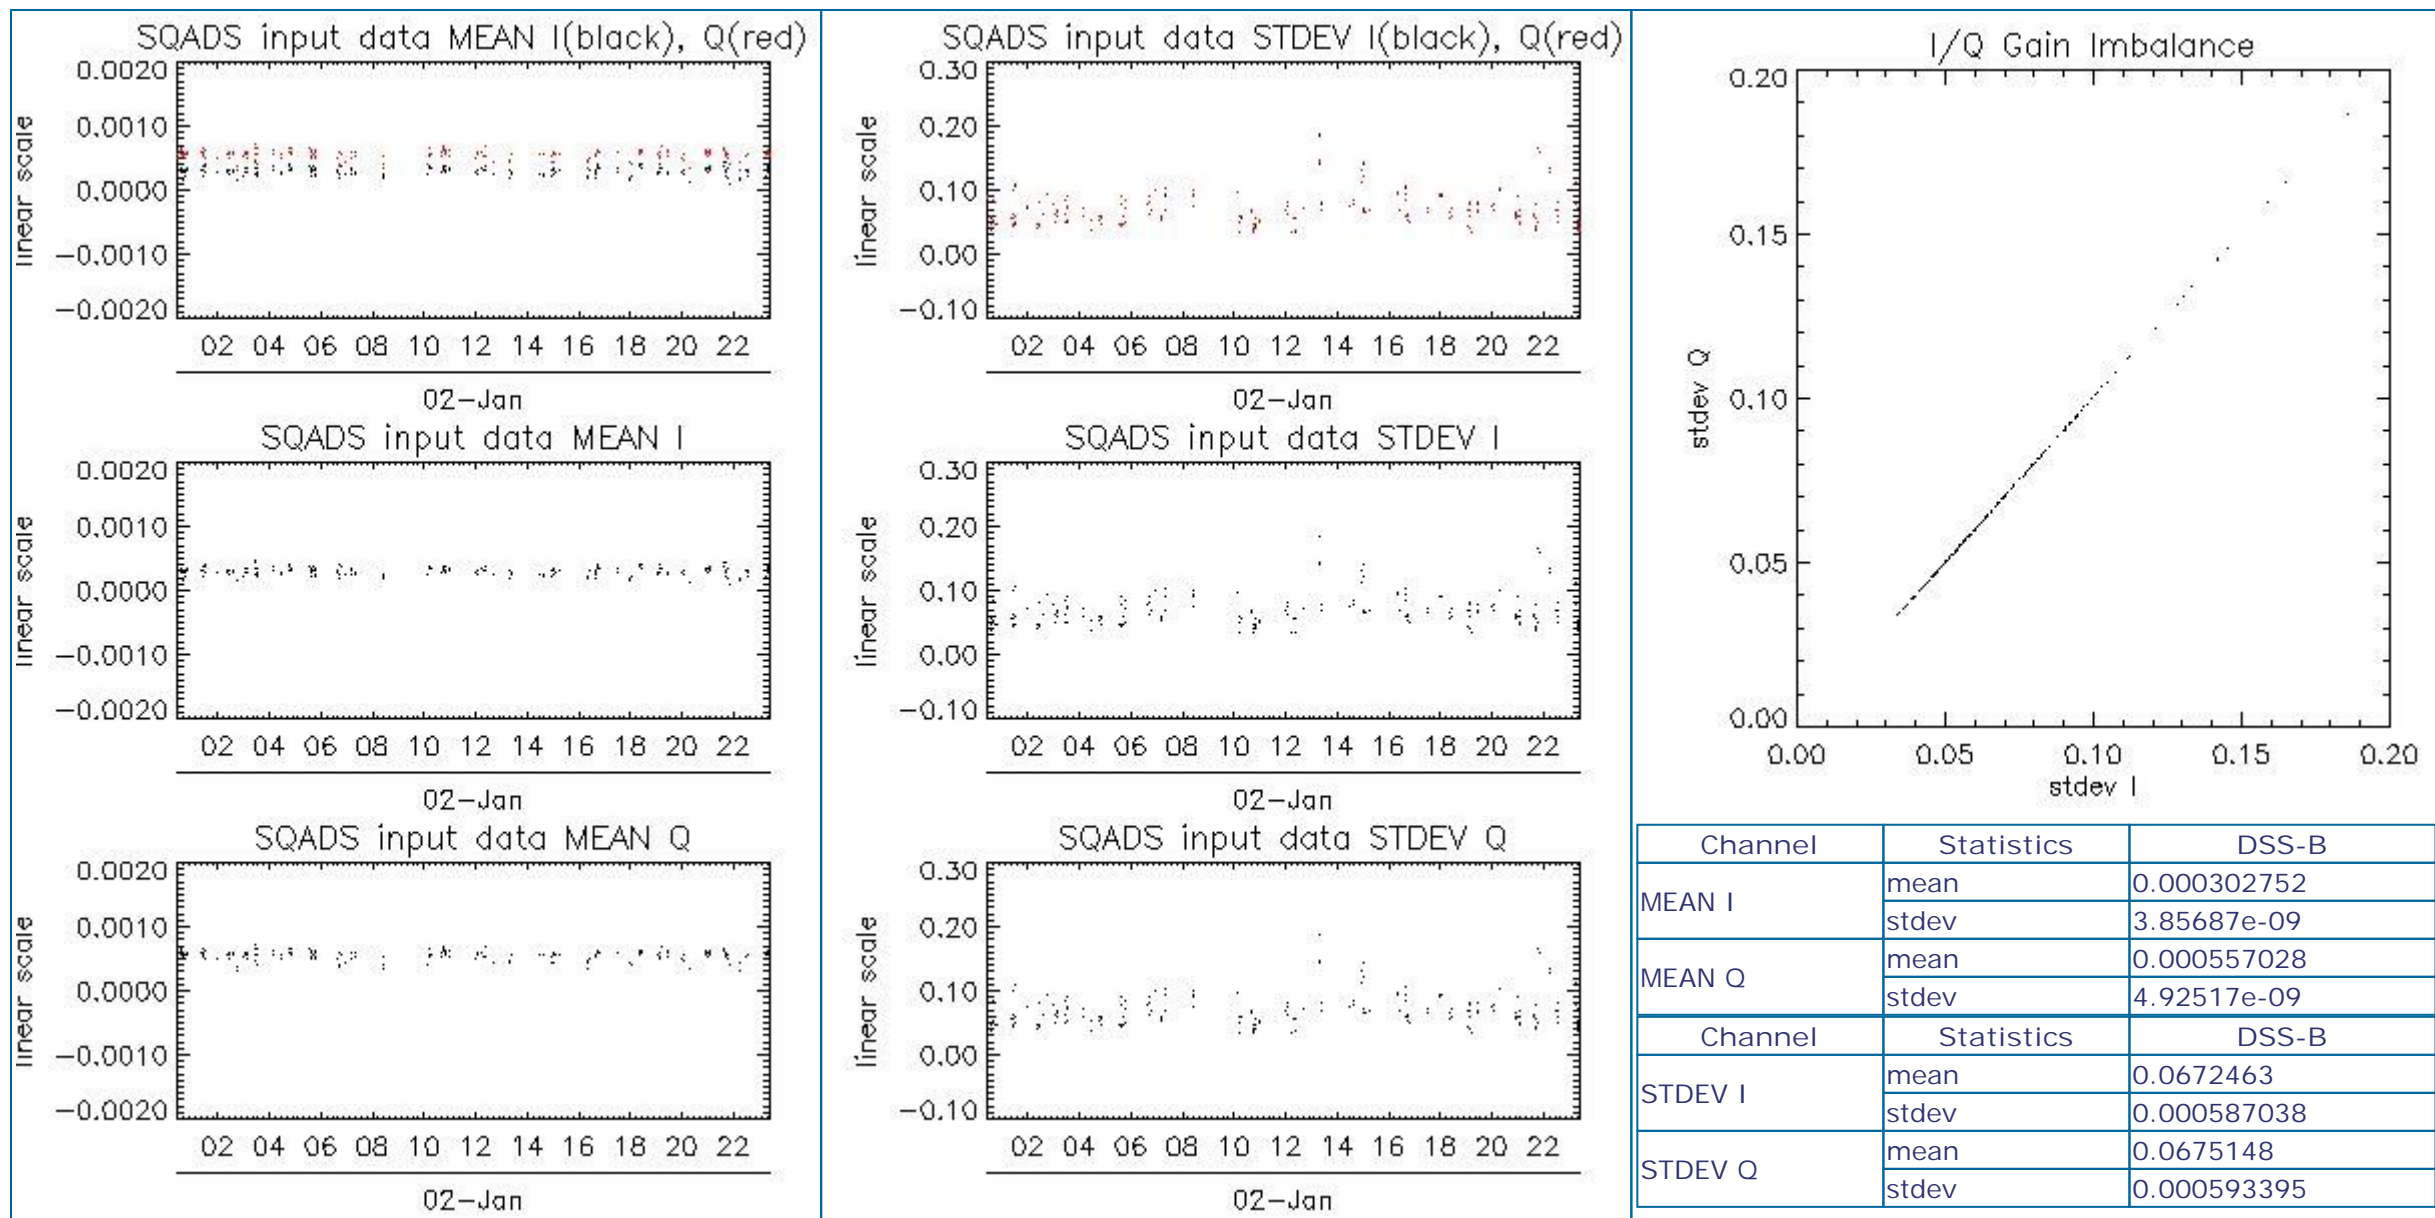 SQADS input data MEAN I(black), Q(red)
0.0020
0.0010
0.0000
−0.0010
−0.0020
linear scale
02 04 06 08 10 12 14 16 18 20 22
02−Jan
SQADS input data MEAN I
0.0020
0.0010
0.0000
−0.0010
−0.0020
linear scale
02 04 06 08 10 12 14 16 18 20 22
02−Jan
SQADS input data MEAN Q
0.0020
0.0010
0.0000
−0.0010
−0.0020
linear scale
02 04 06 08 10 12 14 16 18 20 22
02−Jan
SQADS input data STDEV I(black), Q(red)
0.30
0.20
0.10
0.00
−0.10
linear scale
02 04 06 08 10 12 14 16 18 20 22
02−Jan
SQADS input data STDEV I
0.30
0.20
0.10
0.00
−0.10
linear scale
02 04 06 08 10 12 14 16 18 20 22
02−Jan
SQADS input data STDEV Q
0.30
0.20
0.10
0.00
−0.10
linear scale
02 04 06 08 10 12 14 16 18 20 22
02−Jan
I/Q Gain Imbalance
0.20
0.15
0.10
0.05
0.00
stdev Q
0.00 0.05 0.10 0.15 0.20
stdev I
Channel Statistics DSS-B
MEAN I mean 0.000302752
stdev 3.85687e-09
MEAN Q mean 0.000557028
stdev 4.92517e-09
Channel Statistics DSS-B
STDEV I mean 0.0672463
stdev 0.000587038
STDEV Q mean 0.0675148
stdev 0.000593395